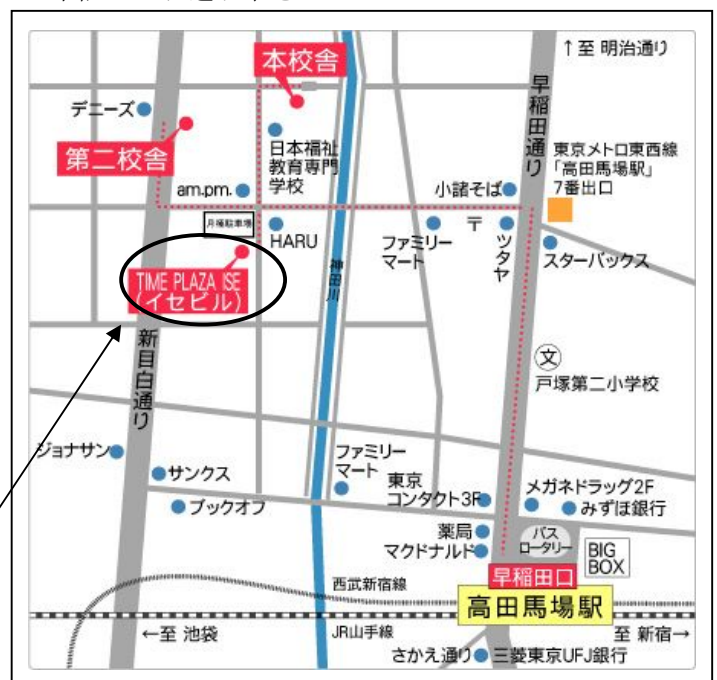 ↑至 明治通り
本校舎
早稲田通り
デニーズ
第二校舎
日本福祉
教育専門
学校
東京メトロ東西線
「高田馬場駅」
7番出口
am.pm.
小諸そば
月極駐車場
HARU
ファミリー
マート
〒
ツタヤ
スターバックス
TIME PLAZA ISE
(イセビル)
神田川
新目白通り
文
戸塚第二小学校
ジョナサン
サンクス
ブックオフ
ファミリー
マート
東京
コンタクト3F
メガネドラッグ2F
みずほ銀行
薬局
マクドナルド
バス
ロータリー
BIG
BOX
早稲田口
高田馬場駅
西武新宿線
←至 池袋
JR山手線
至 新宿→
さかえ通り
三菱東京UFJ銀行